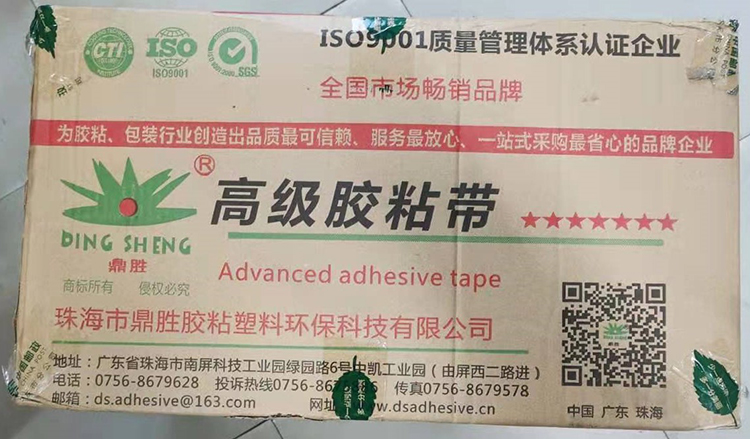 CTI
ISO
ISO9001
SGS
ISO9001质量管理体系认证企业
全国市场畅销品牌
为胶粘、包装行业创造出品质最可信赖、服务最放心、一站式采购最省心的品牌企业
®
高级胶粘带
★★★★★★★
DING SHENG
鼎胜
Advanced adhesive tape
商标所有 侵权必究
珠海市鼎胜胶粘塑料环保科技有限公司
地址：广东省珠海市南屏科技工业园绿园路6号中凯工业园（由屏西二路进）
电话：0756-8679628 投诉热线0756-86 传真0756-8679578
邮箱：ds.adhesive@163.com www.dsadhesive.cn
中国 广东 珠海